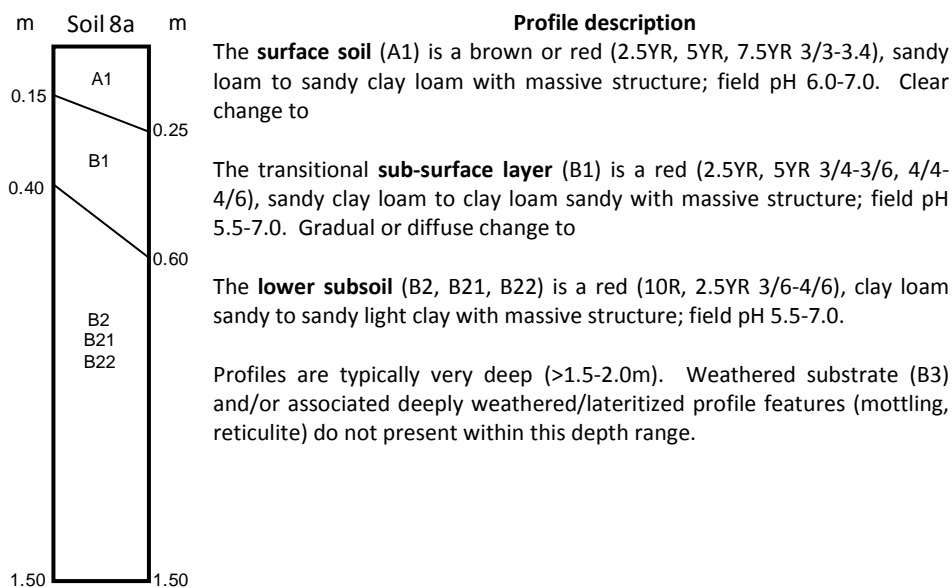 m Soil 8a m
A1
0.15
0.25
B1
0.40
0.60
B2
B21
B22
1.50 1.50
Profile description
The surface soil (A1) is a brown or red (2.5YR, 5YR, 7.5YR 3/3-3.4), sandy
loam to sandy clay loam with massive structure; field pH 6.0-7.0. Clear
change to
The transitional sub-surface layer (B1) is a red (2.5YR, 5YR 3/4-3/6, 4/4-
4/6), sandy clay loam to clay loam sandy with massive structure; field pH
5.5-7.0. Gradual or diffuse change to
The lower subsoil (B2, B21, B22) is a red (10R, 2.5YR 3/6-4/6), clay loam
sandy to sandy light clay with massive structure; field pH 5.5-7.0.
Profiles are typically very deep (>1.5-2.0m). Weathered substrate (B3)
and/or associated deeply weathered/lateritized profile features (mottling,
reticulite) do not present within this depth range.